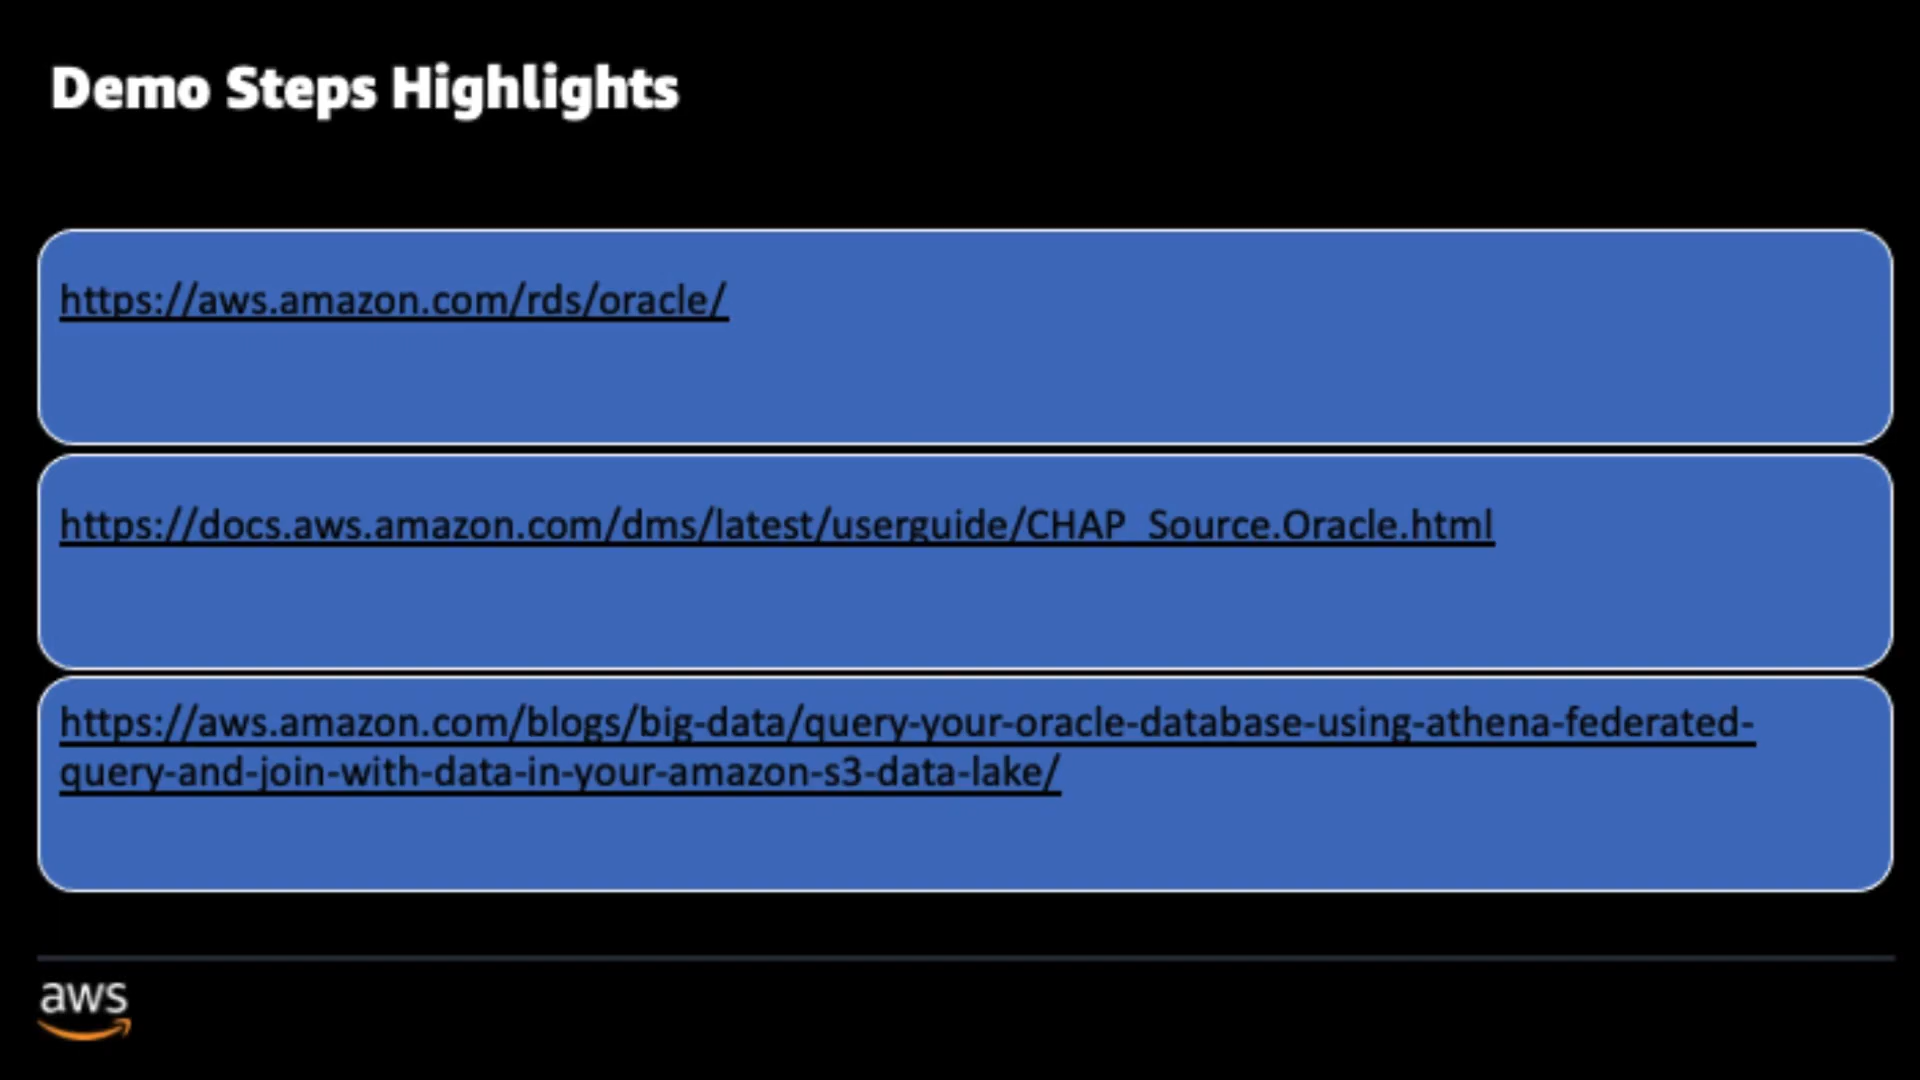 Demo Steps Highlights
https://aws.amazon.com/rds/oracle/
https://docs.aws.amazon.com/dms/latest/userguide/CHAP_Source.Oracle.html
https://aws.amazon.com/blogs/big-data/query-your-oracle-database-using-athena-federated-
query-and-join-with-data-in-your-amazon-s3-data-lake/
aws